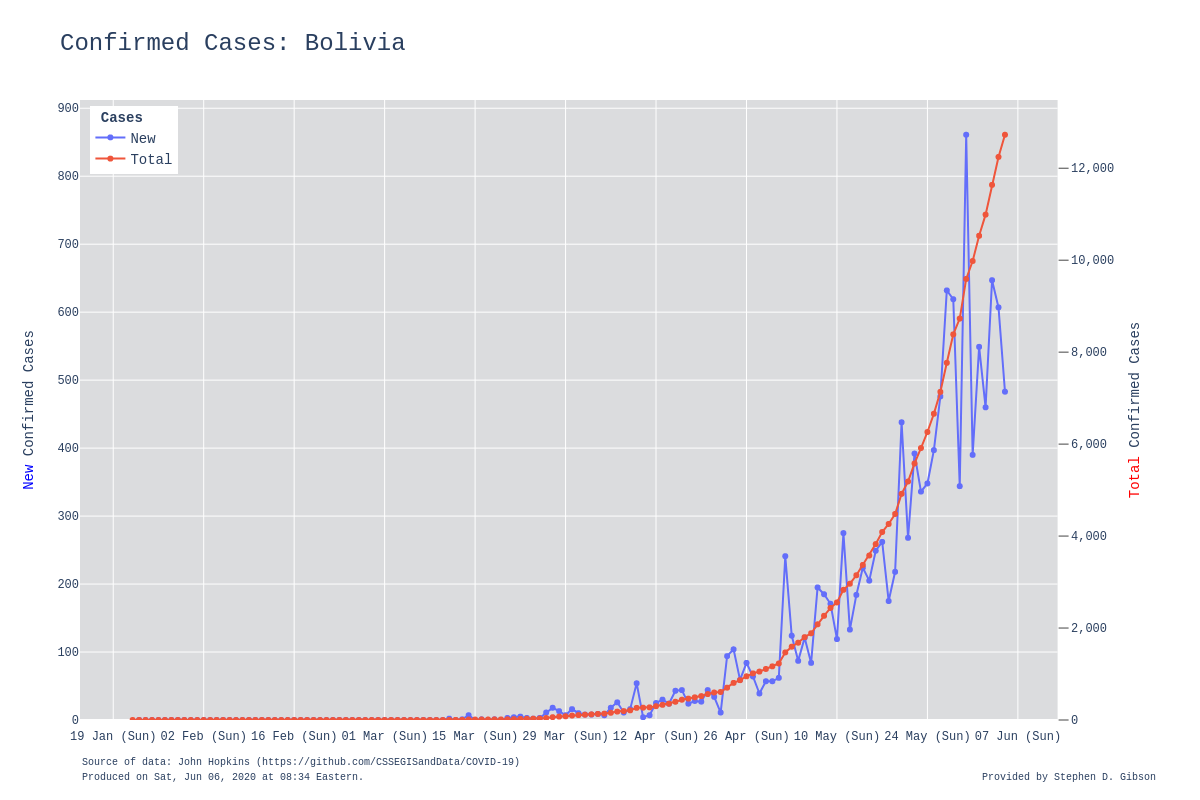 Confirmed Cases: Bolivia
Cases
New
Total
900
800
700
600
500
400
300
200
100
0
12,000
10,000
8,000
6,000
4,000
2,000
0
New Confirmed Cases
Total Confirmed Cases
19 Jan (Sun) 02 Feb (Sun) 16 Feb (Sun) 01 Mar (Sun) 15 Mar (Sun) 29 Mar (Sun) 12 Apr (Sun) 26 Apr (Sun) 10 May (Sun) 24 May (Sun) 07 Jun (Sun)
Source of data: John Hopkins (https://github.com/CSSEGISandData/COVID-19)
Produced on Sat, Jun 06, 2020 at 08:34 Eastern.
Provided by Stephen D. Gibson